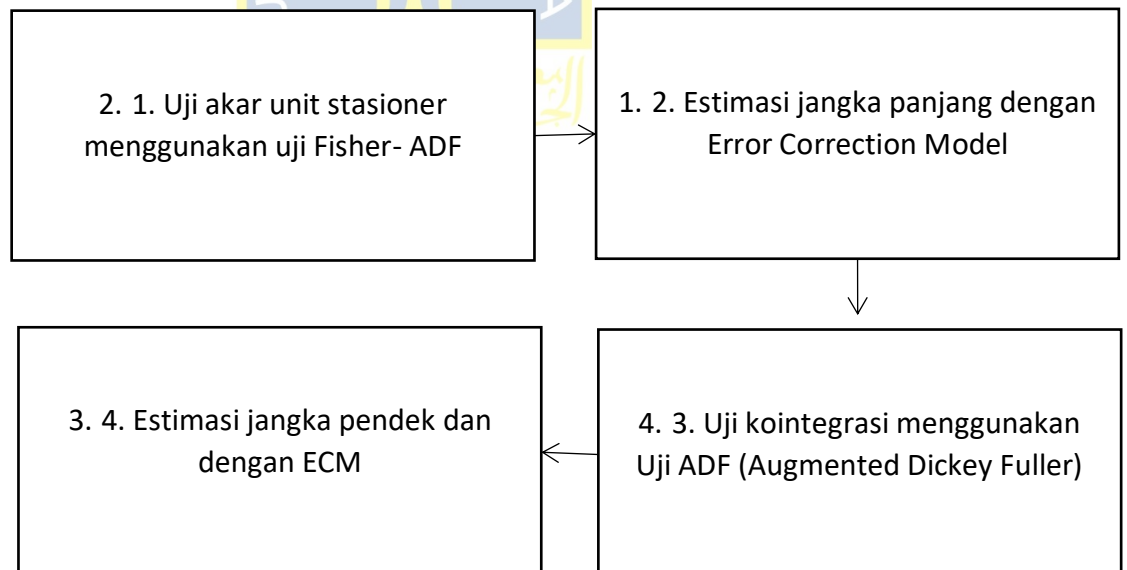 2. 1. Uji akar unit stasioner
menggunakan uji Fisher- ADF
1. 2. Estimasi jangka panjang dengan
Error Correction Model
3. 4. Estimasi jangka pendek dan
dengan ECM
4. 3. Uji kointegrasi menggunakan
Uji ADF (Augmented Dickey Fuller)